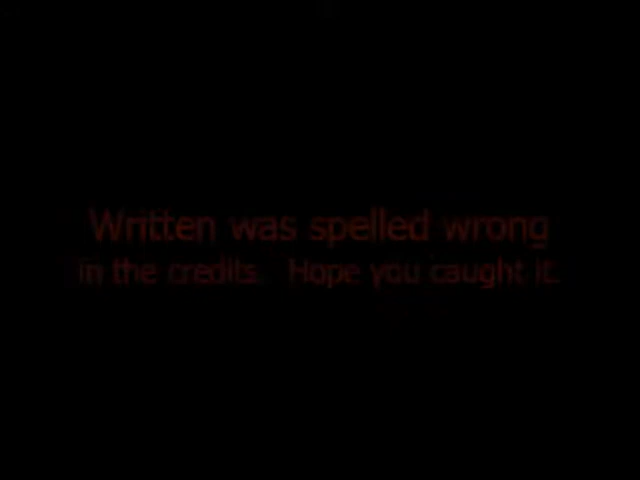 Written was spelled wrong
in the credits.  Hope you caught it.